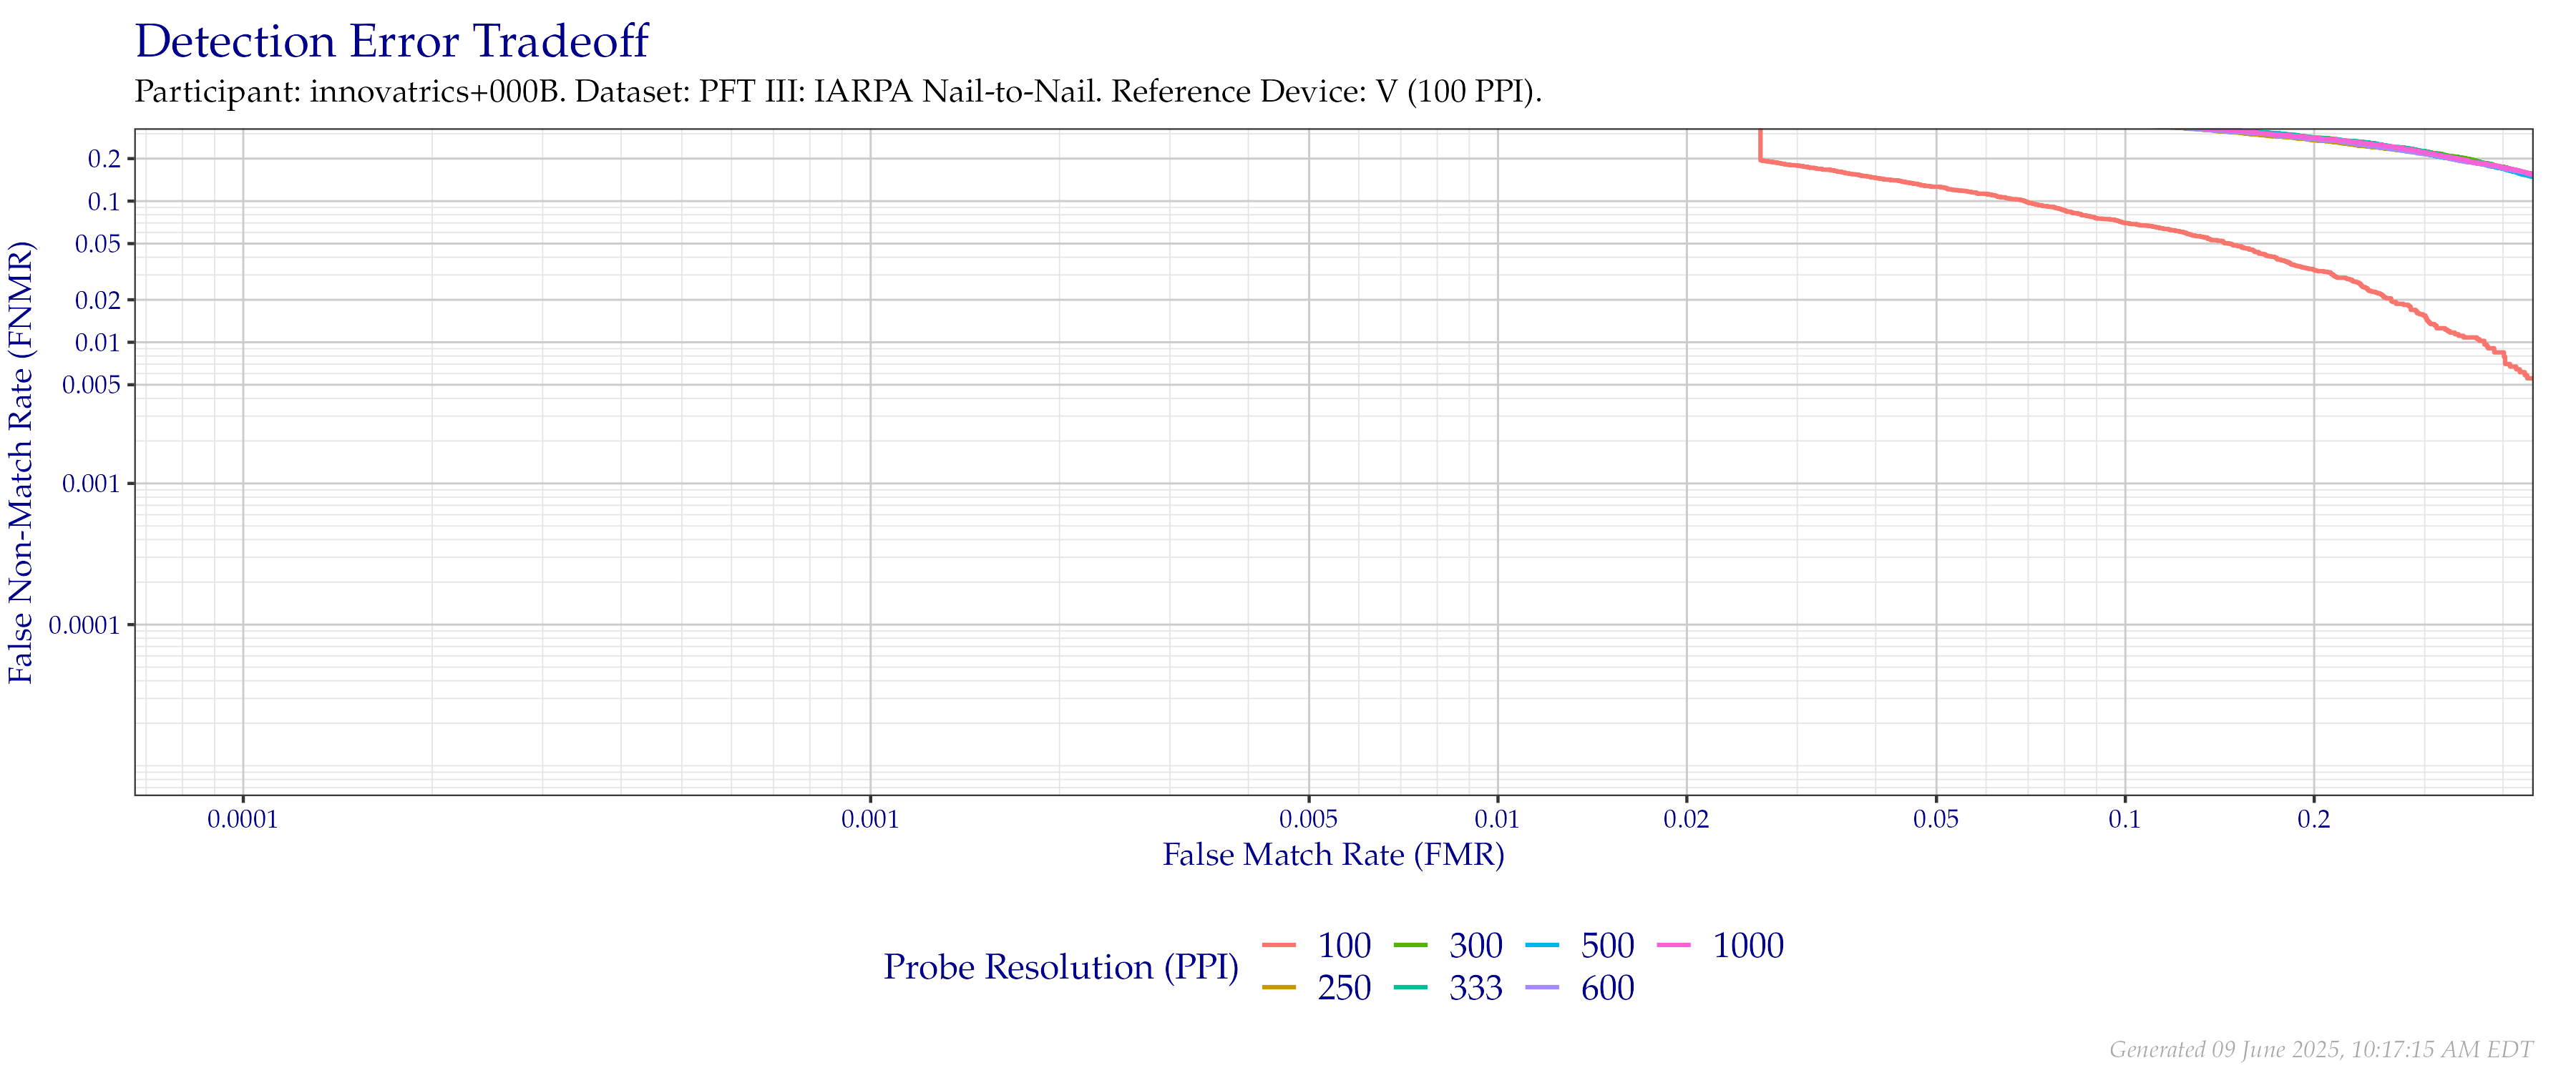 Detection Error Tradeoff
Participant: innovatrics+000B. Dataset: PFT III: IARPA Nail-to-Nail. Reference Device: V (100 PPI).
False Non-Match Rate (FNMR)
0.2
0.1
0.05
0.02
0.01
0.005
0.001
0.0001
0.0001 0.001 0.005 0.01 0.02 0.05 0.1 0.2
False Match Rate (FMR)
Probe Resolution (PPI)
100 300 500 1000
250 333 600
Generated 09 June 2025, 10:17:15 AM EDT